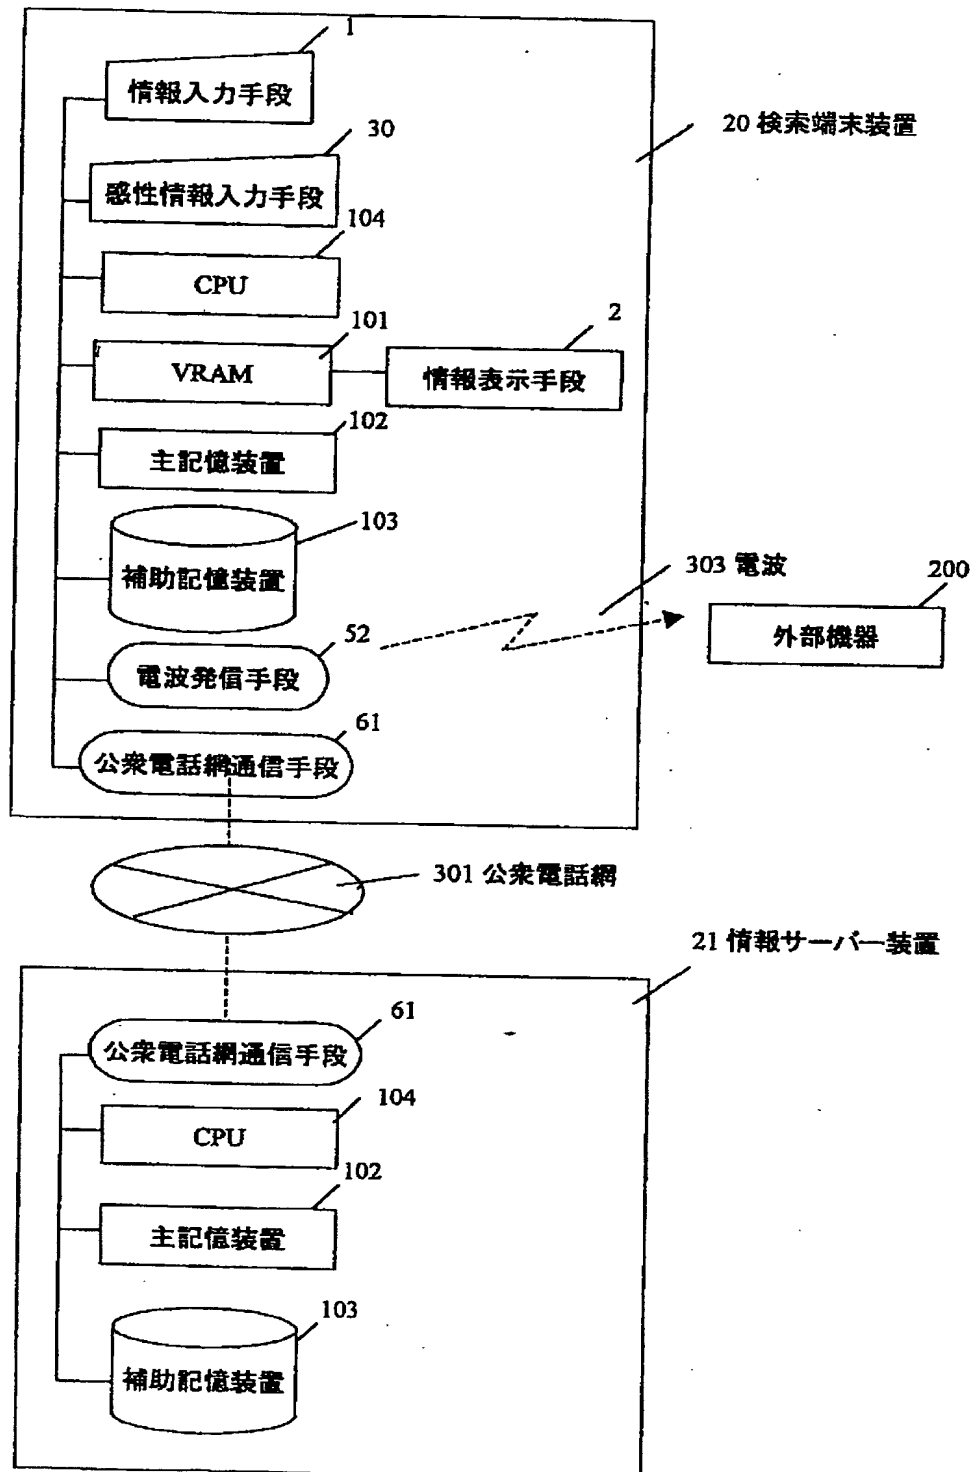 1
情報入力手段
20 検索端末装置
30
感性情報入力手段
104
CPU
101
2
VRAM
情報表示手段
102
主記憶装置
103
補助記憶装置
303 電波
200
外部機器
52
電波発信手段
61
公衆電話網通信手段
301 公衆電話網
21 情報サーバー装置
61
公衆電話網通信手段
104
CPU
102
主記憶装置
103
補助記憶装置